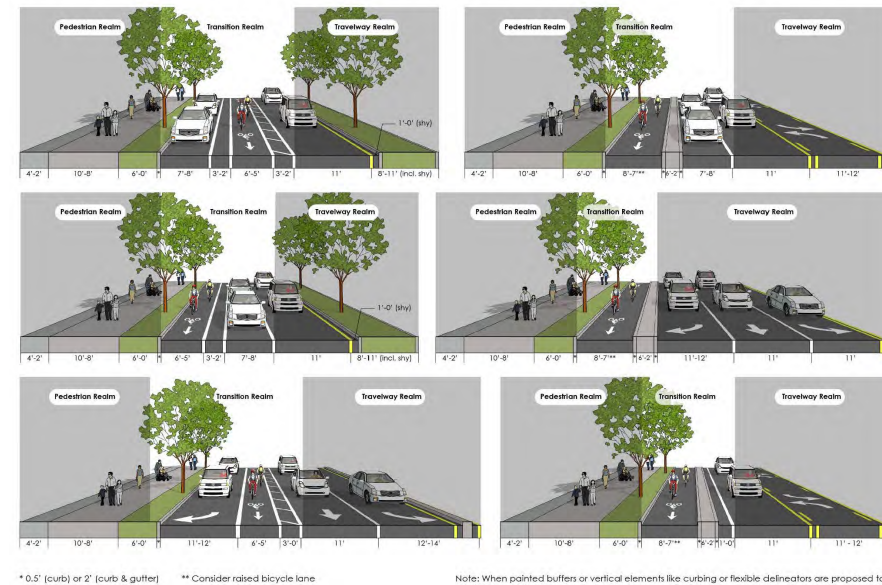 Pedestrian Realm Transition Realm Travelway Realm
1'-0' (shy)
4'-2' 10'-8' 6'-0' * 7'-8' 3'-2' 6'-5' 3'-2' 11' 8'-11' (incl. shy)
Pedestrian Realm Transition Realm Travelway Realm
4'-2' 10'-8' 6'-0' * 8'-7'** *6'-2'* 7'-8' 11' 11'-12'
Pedestrian Realm Transition Realm Travelway Realm
1'-0' (shy)
4'-2' 10'-8' 6'-0' * 6'-5' 3'-2' 7'-8' 11' 8'-11' (incl. shy)
Pedestrian Realm Transition Realm Travelway Realm
4'-2' 10'-8' 6'-0' * 8'-7'** *6'-2'* 11'-12' 11' 11'
Pedestrian Realm Transition Realm Travelway Realm
4'-2' 10'-8' 6'-0' * 11'-12' 6'-5' 3'-0' 11' 12'-14'
Pedestrian Realm Transition Realm Travelway Realm
4'-2' 10'-8' 6'-0' * 8'-7'** *6'-2'* 1'-0' 11' 11' - 12'
* 0.5' (curb) or 2' (curb & gutter) ** Consider raised bicycle lane Note: When painted buffers or vertical elements like curbing or flexible delineators are proposed to